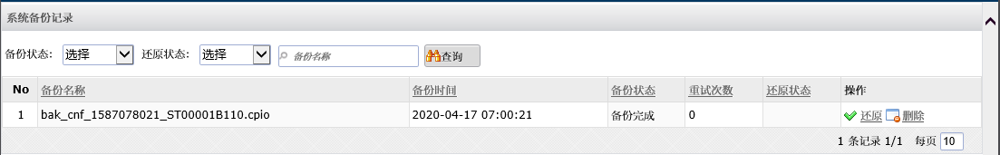 系统备份记录
备份状态: 选择 还原状态: 选择 备份名称 查询
No 备份名称 备份时间 备份状态 重试次数 还原状态 操作
1 bak_cnf_1587078021_ST00001B110.cpio 2020-04-17 07:00:21 备份完成 0 还原 删除
1 条记录 1/1 每页 10